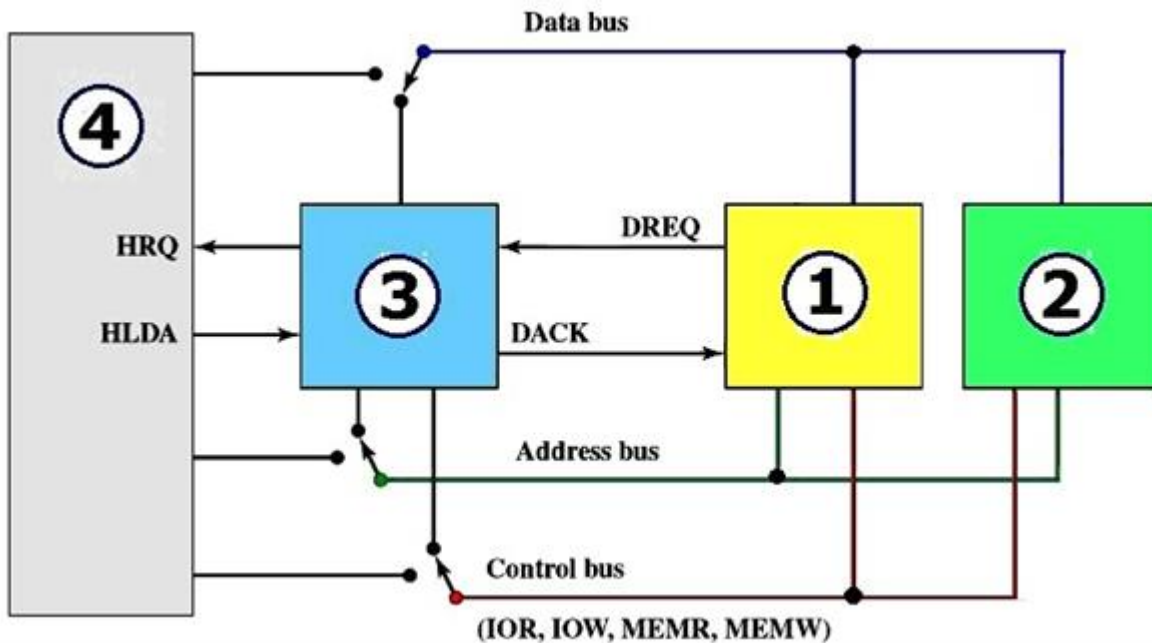 Data bus
4
HRQ
DREQ
3
1
2
HLDA
DACK
Address bus
Control bus
(IOR, IOW, MEMR, MEMW)